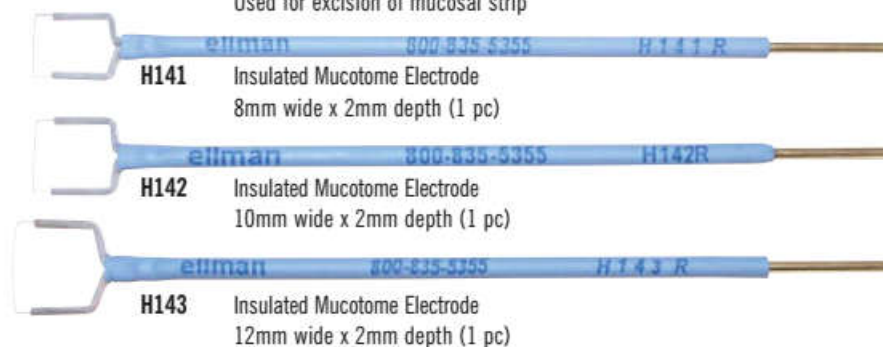 Used for excision of mucosal strip
ellman 800-835-5355 H141R
H141 Insulated Mucotome Electrode
8mm wide x 2mm depth (1 pc)
ellman 800-835-5355 H142R
H142 Insulated Mucotome Electrode
10mm wide x 2mm depth (1 pc)
ellman 800-835-5355 H143R
H143 Insulated Mucotome Electrode
12mm wide x 2mm depth (1 pc)